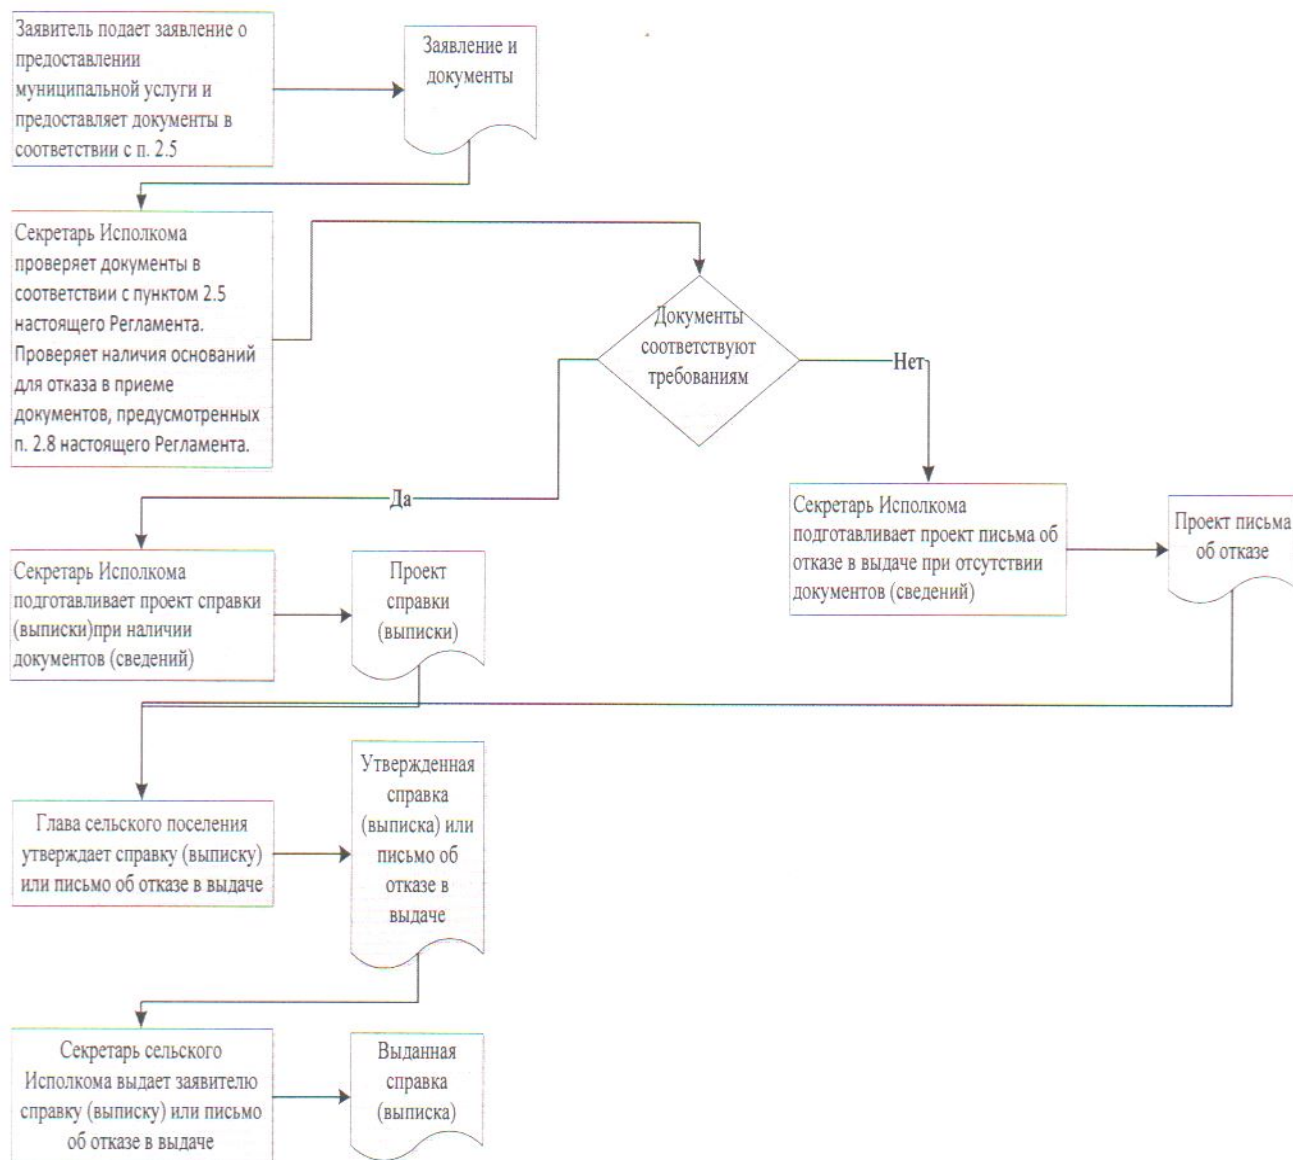 Заявитель подает заявление о
предоставлении
муниципальной услуги и
предоставляет документы в
соответствии с п. 2.5
Заявление и
документы
Секретарь Исполкома
проверяет документы в
соответствии с пунктом 2.5
настоящего Регламента.
Проверяет наличия оснований
для отказа в приеме
документов, предусмотренных
п. 2.8 настоящего Регламента.
Документы
соответствуют
требованиям
Нет
Да
Секретарь Исполкома
подготавливает проект письма об
отказе в выдаче при отсутствии
документов (сведений)
Проект письма
об отказе
Секретарь Исполкома
подготавливает проект справки
(выписки)при наличии
документов (сведений)
Проект
справки
(выписки)
Глава сельского поселения
утверждает справку (выписку)
или письмо об отказе в выдаче
Утвержденная
справка
(выписка) или
письмо об
отказе в
выдаче
Секретарь сельского
Исполкома выдает заявителю
справку (выписку) или письмо
об отказе в выдаче
Выданная
справка
(выписка)